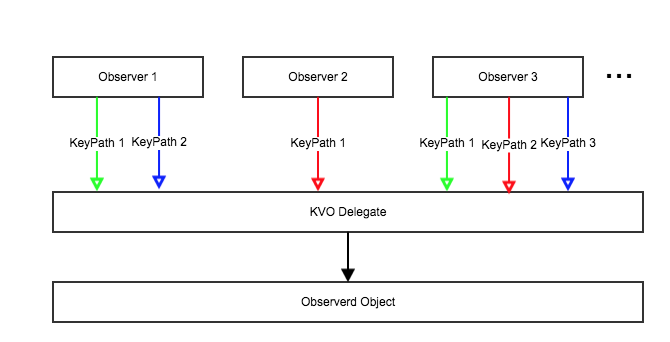 Observer 1
Observer 2
Observer 3
...
KeyPath 1
KeyPath 2
KeyPath 1
KeyPath 1
KeyPath 2
KeyPath 3
KVO Delegate
Observerd Object